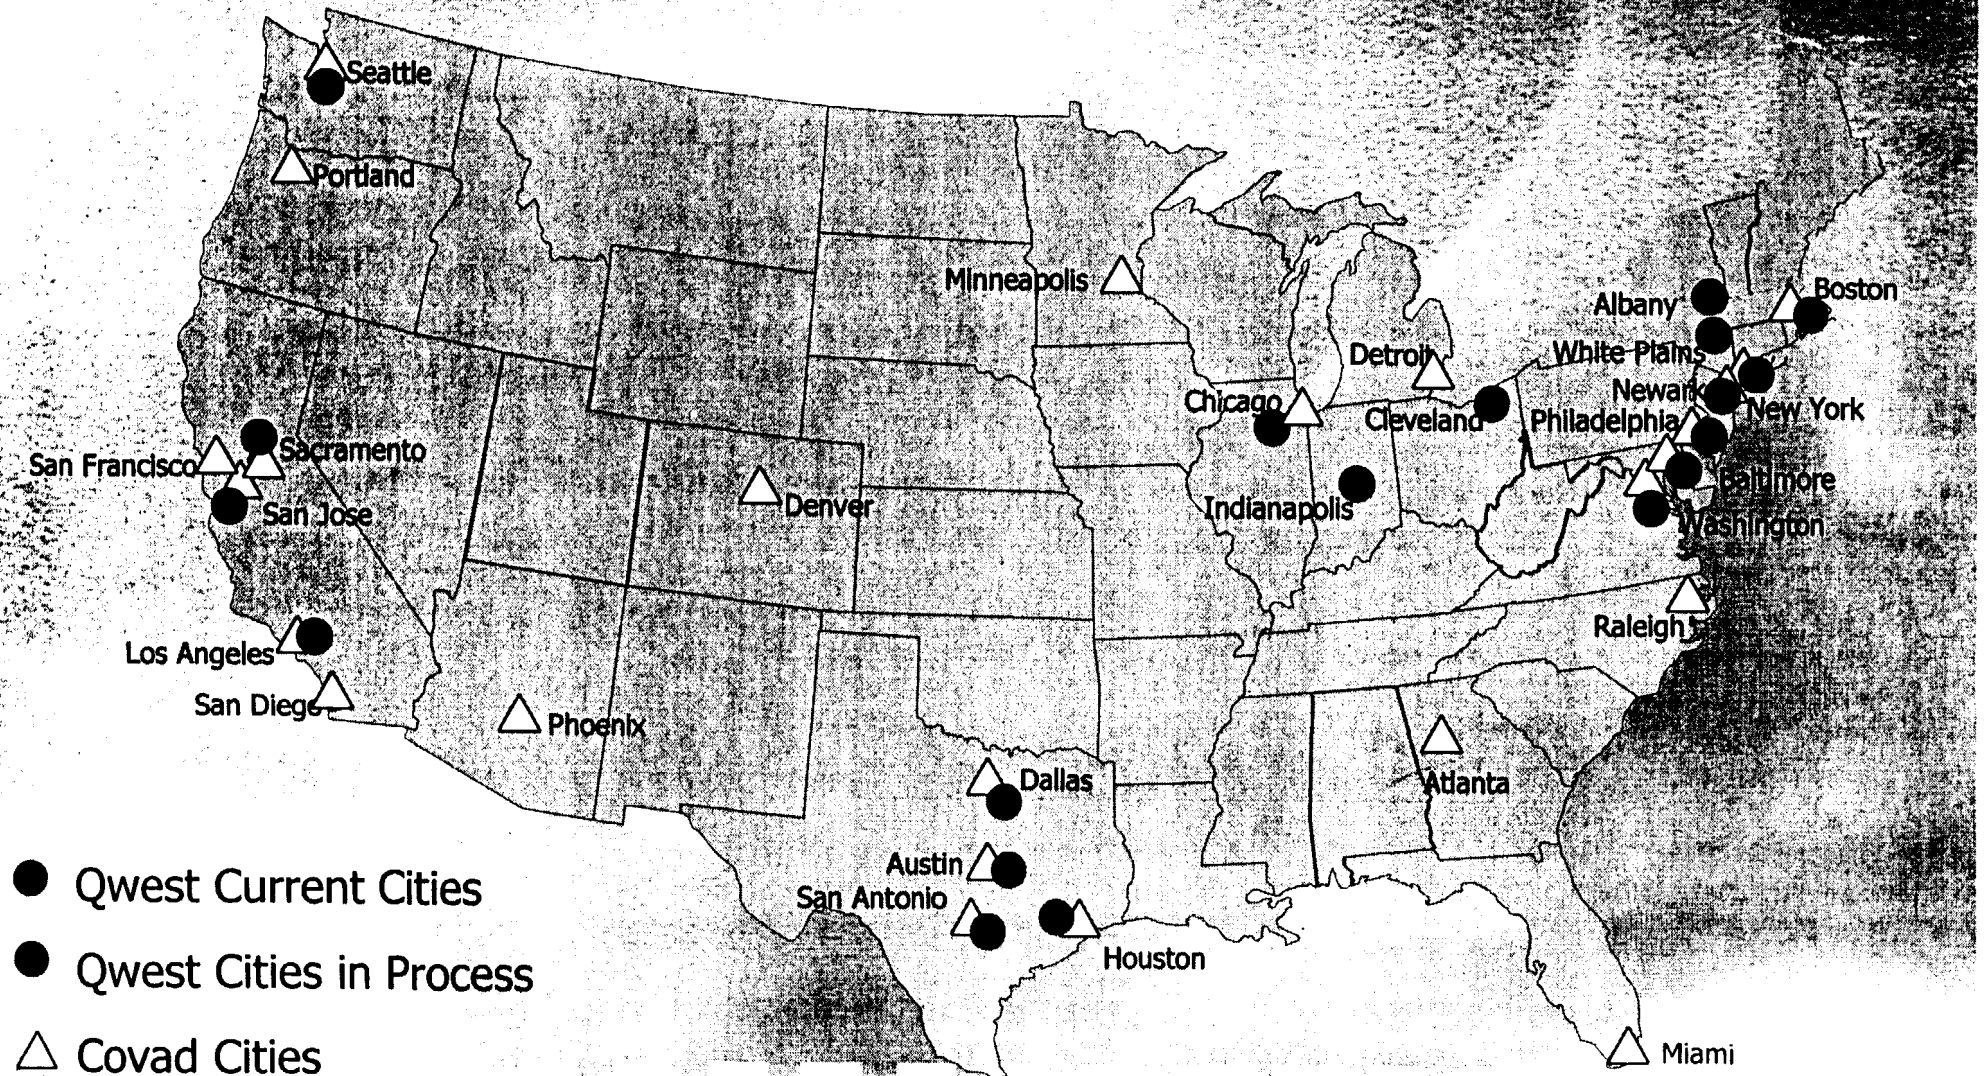 Seattle
Portland
Minneapolis
Boston
Albany
White Plains
Detroit
Newark
Chicago
Cleveland
New York
Philadelphia
Sacramento
San Francisco
Baltimore
Denver
Indianapolis
San Jose
Washington
Raleigh
Los Angeles
San Diego
Phoenix
Dallas
Atlanta
Austin
San Antonio
Houston
Miami
Qwest Current Cities
Qwest Cities in Process
Covad Cities